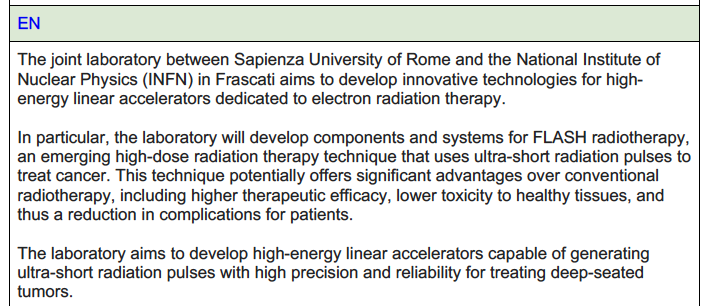 EN
The joint laboratory between Sapienza University of Rome and the National Institute of
Nuclear Physics (INFN) in Frascati aims to develop innovative technologies for high-
energy linear accelerators dedicated to electron radiation therapy.
In particular, the laboratory will develop components and systems for FLASH radiotherapy,
an emerging high-dose radiation therapy technique that uses ultra-short radiation pulses to
treat cancer. This technique potentially offers significant advantages over conventional
radiotherapy, including higher therapeutic efficacy, lower toxicity to healthy tissues, and
thus a reduction in complications for patients.
The laboratory aims to develop high-energy linear accelerators capable of generating
ultra-short radiation pulses with high precision and reliability for treating deep-seated
tumors.